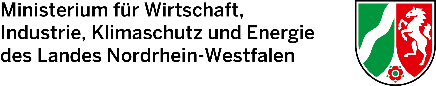 Ministerium für Wirtschaft,
Industrie, Klimaschutz und Energie
des Landes Nordrhein-Westfalen